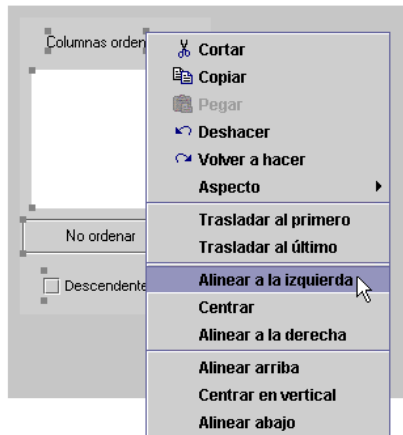 Columnas orden
Cortar
Copiar
Pegar
Deshacer
Volver a hacer
Aspecto
Trasladar al primero
No ordenar
Trasladar al último
Alinear a la izquierda
Descendente
Centrar
Alinear a la derecha
Alinear arriba
Centrar en vertical
Alinear abajo